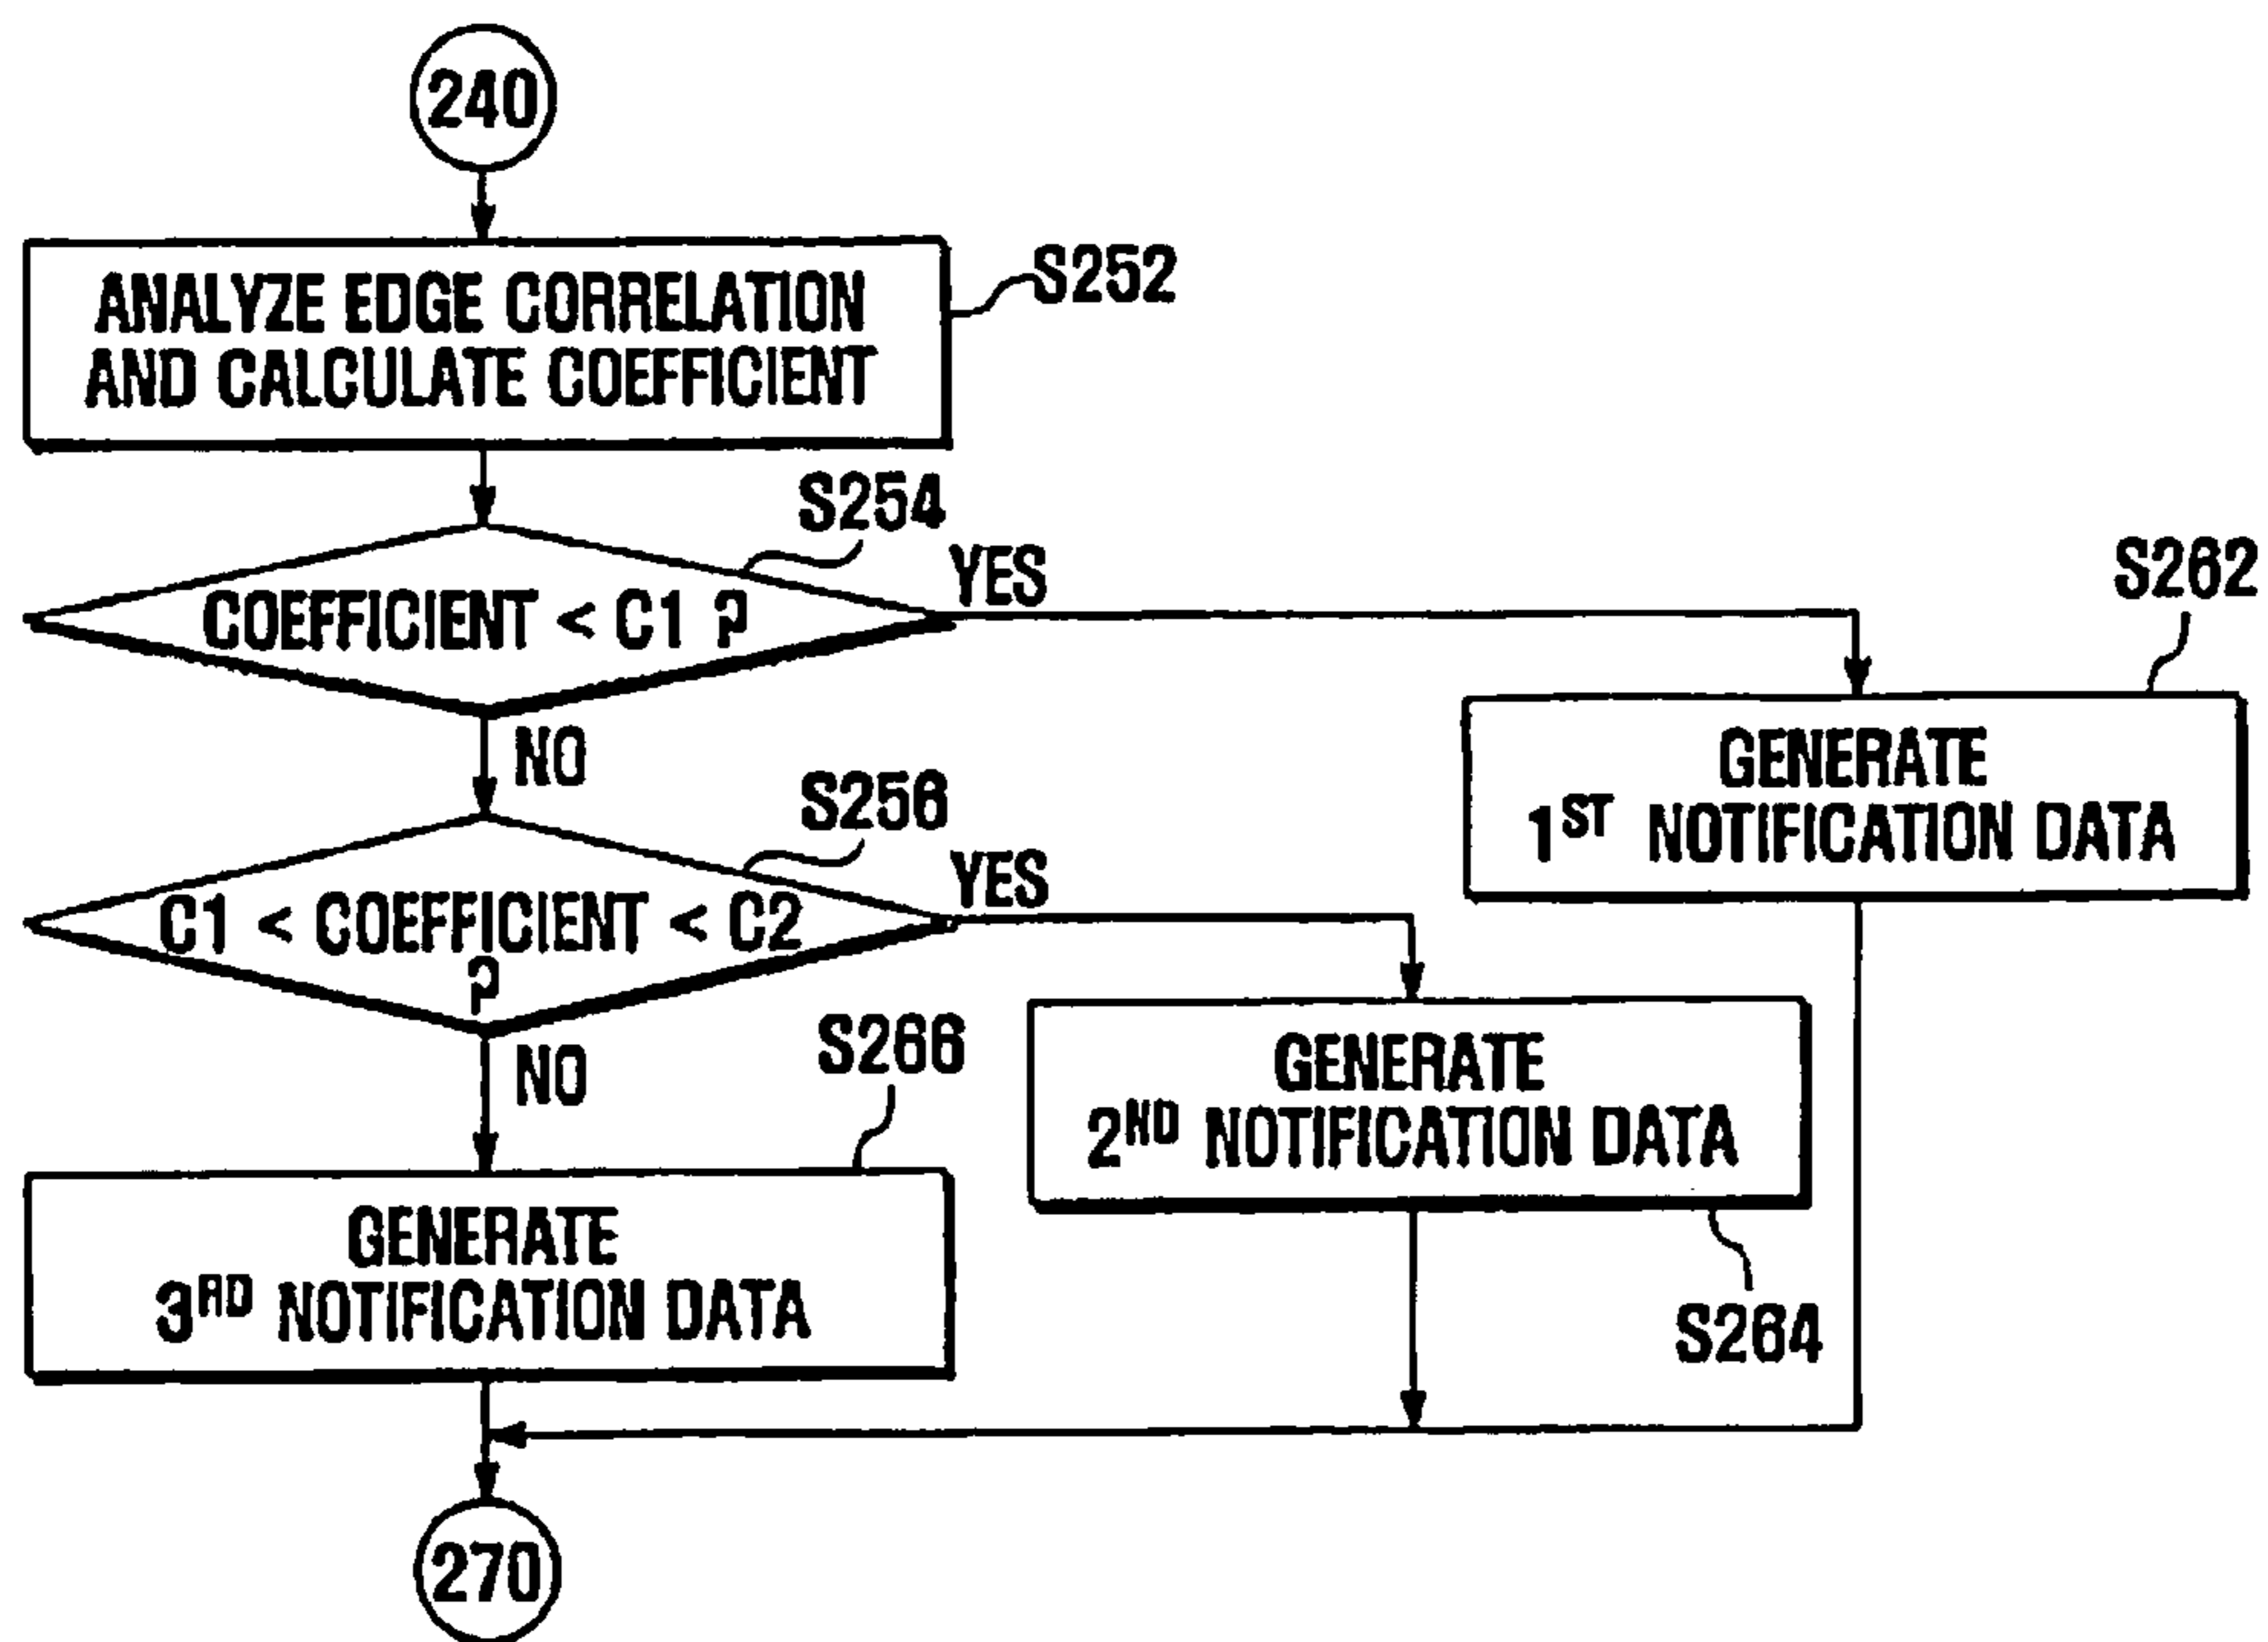 240
ANALYZE EDGE CORRELATION
AND CALCULATE COEFFICIENT
S252
S254
COEFFICIENT < C1 ?
YES
S262
GENERATE
1ST NOTIFICATION DATA
NO
S256
C1 < COEFFICIENT < C2
?
YES
GENERATE
2ND NOTIFICATION DATA
S264
NO
S266
GENERATE
3RD NOTIFICATION DATA
270